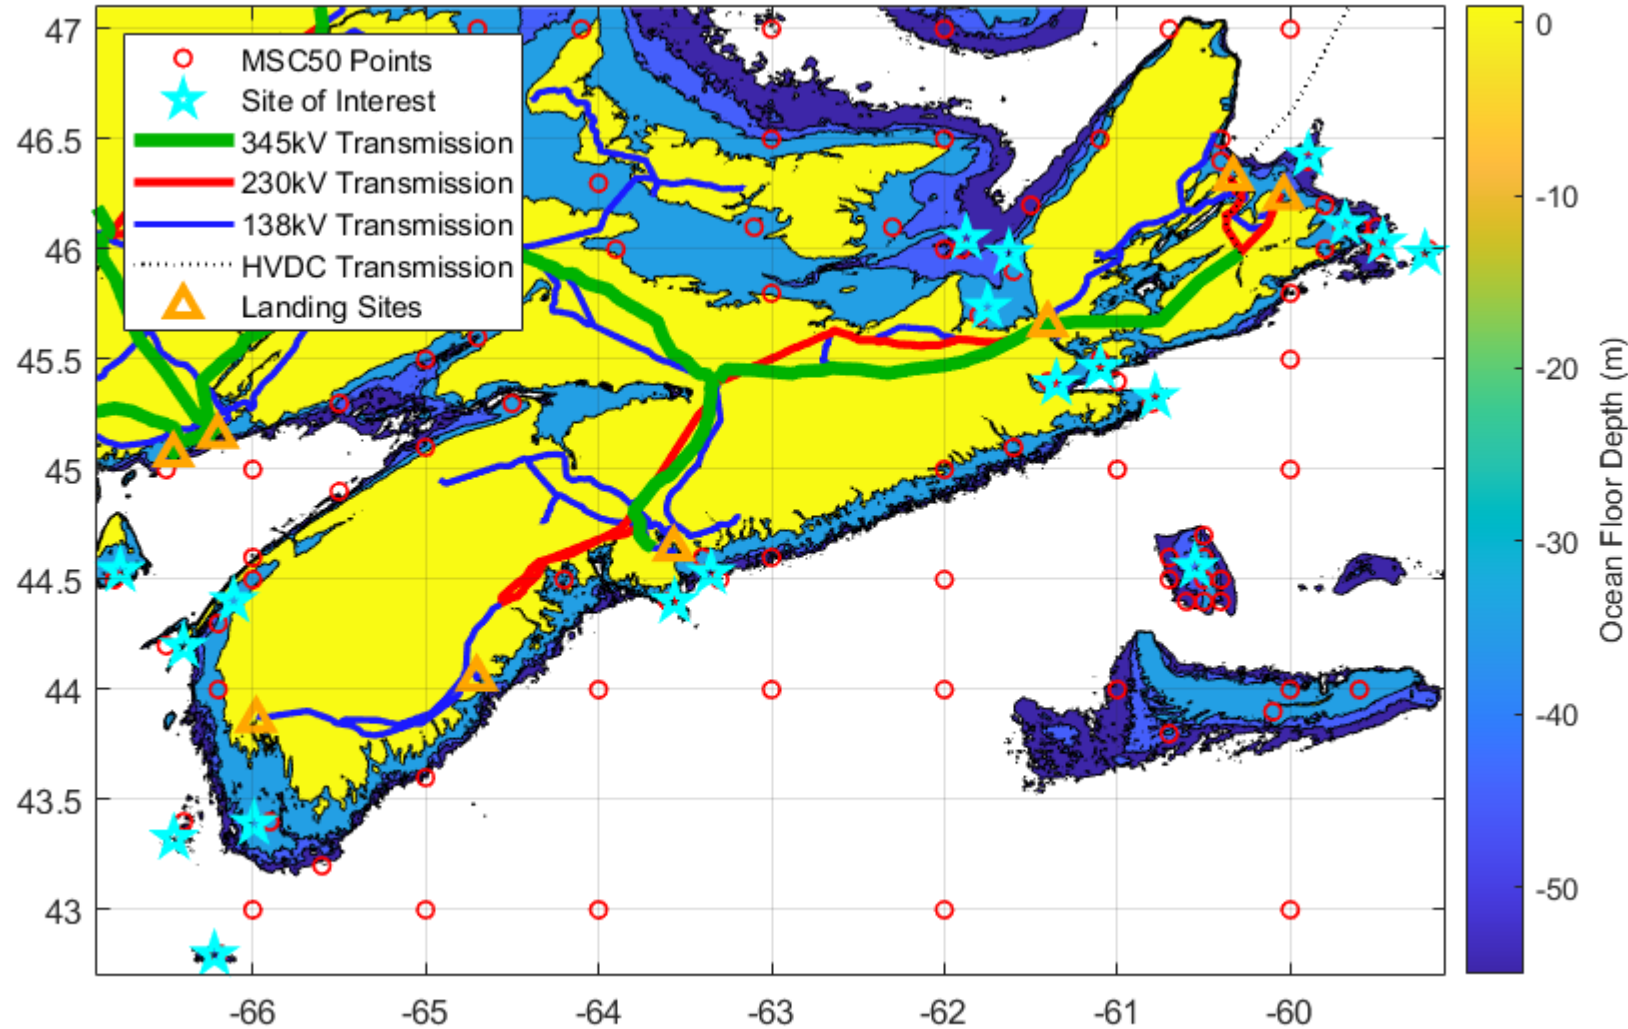 MSC50 Points
Site of Interest
345kV Transmission
230kV Transmission
138kV Transmission
HVDC Transmission
Landing Sites
47
46.5
46
45.5
45
44.5
44
43.5
43
-66
-65
-64
-63
-62
-61
-60
0
-10
-20
-30
-40
-50
Ocean Floor Depth (m)